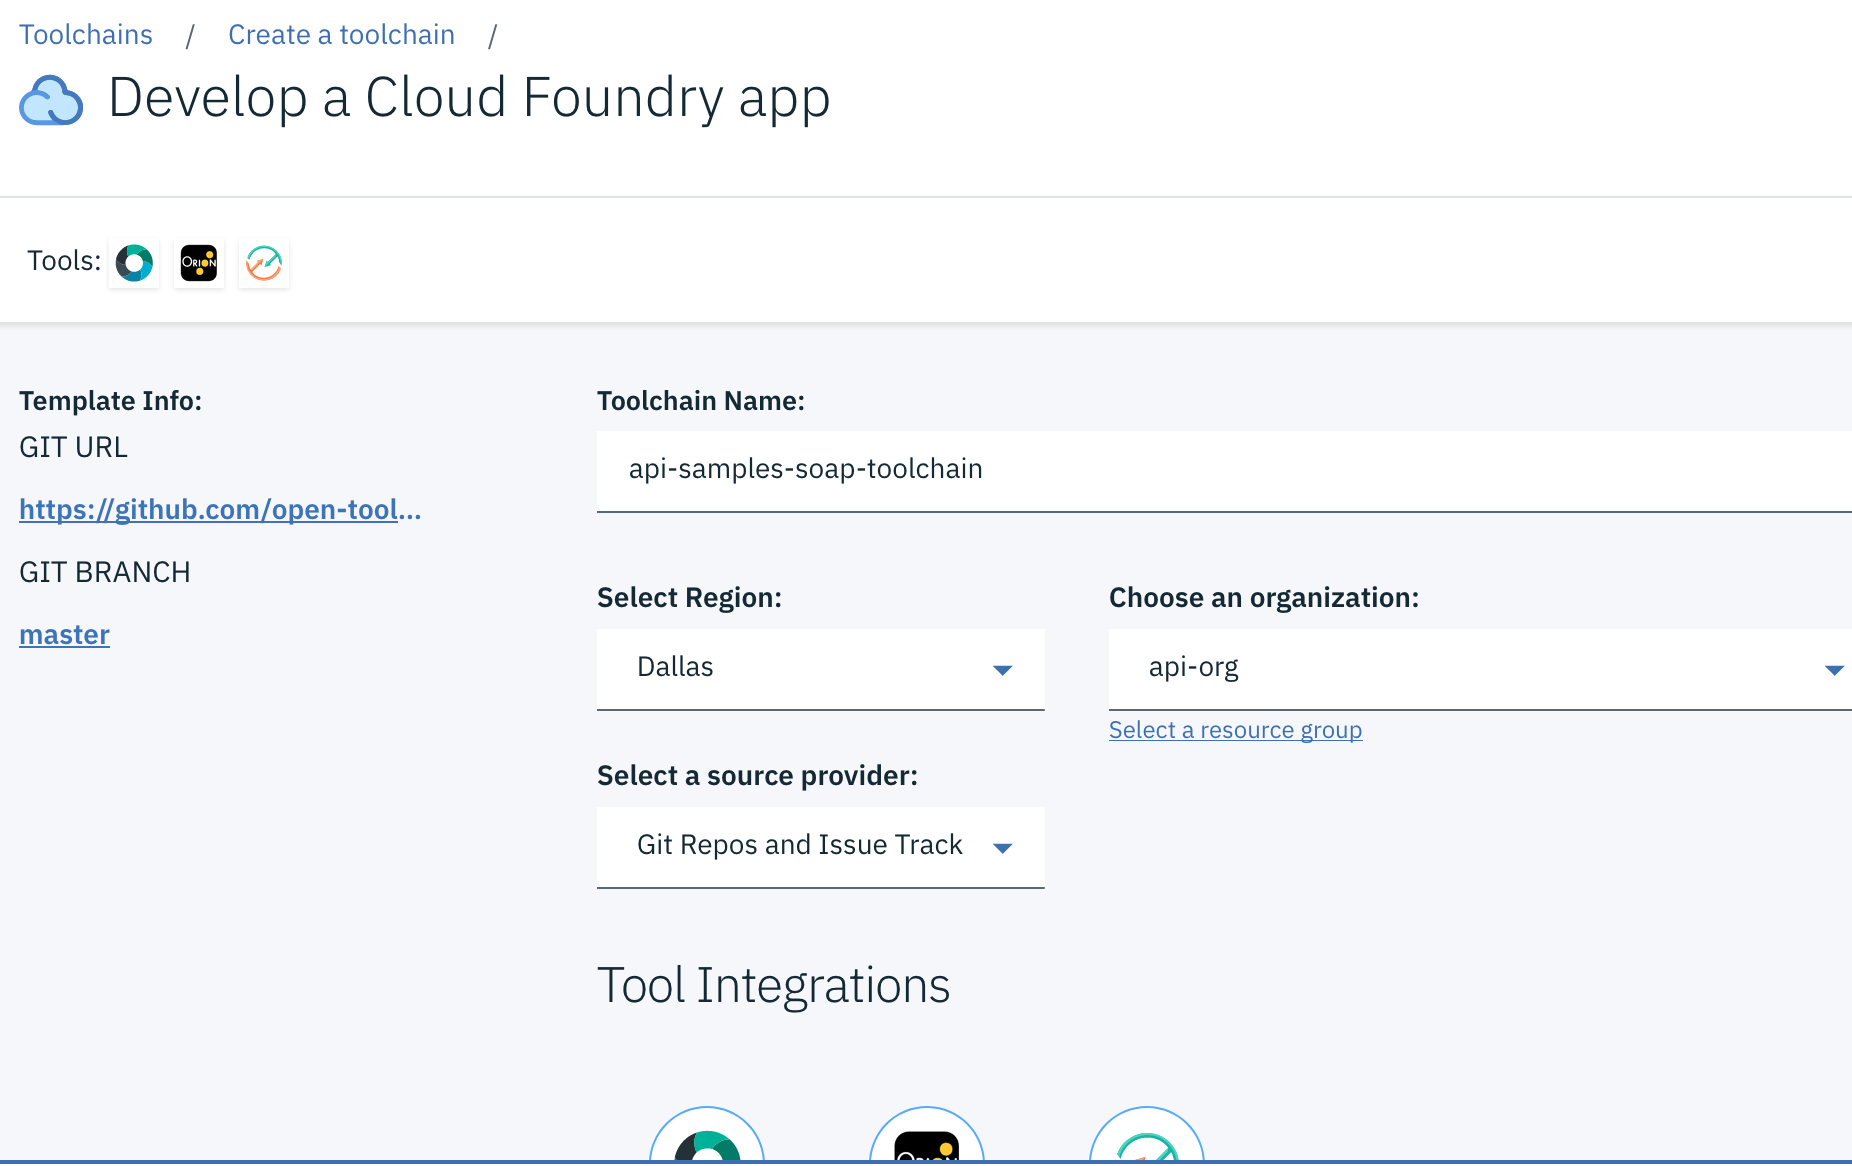 Toolchains / Create a toolchain /
Develop a Cloud Foundry app
Tools:
ORION
Template Info:
GIT URL
https://github.com/open-tool...
GIT BRANCH
master
Toolchain Name:
api-samples-soap-toolchain
Select Region:
Dallas
Choose an organization:
api-org
Select a resource group
Select a source provider:
Git Repos and Issue Track
Tool Integrations
ORION